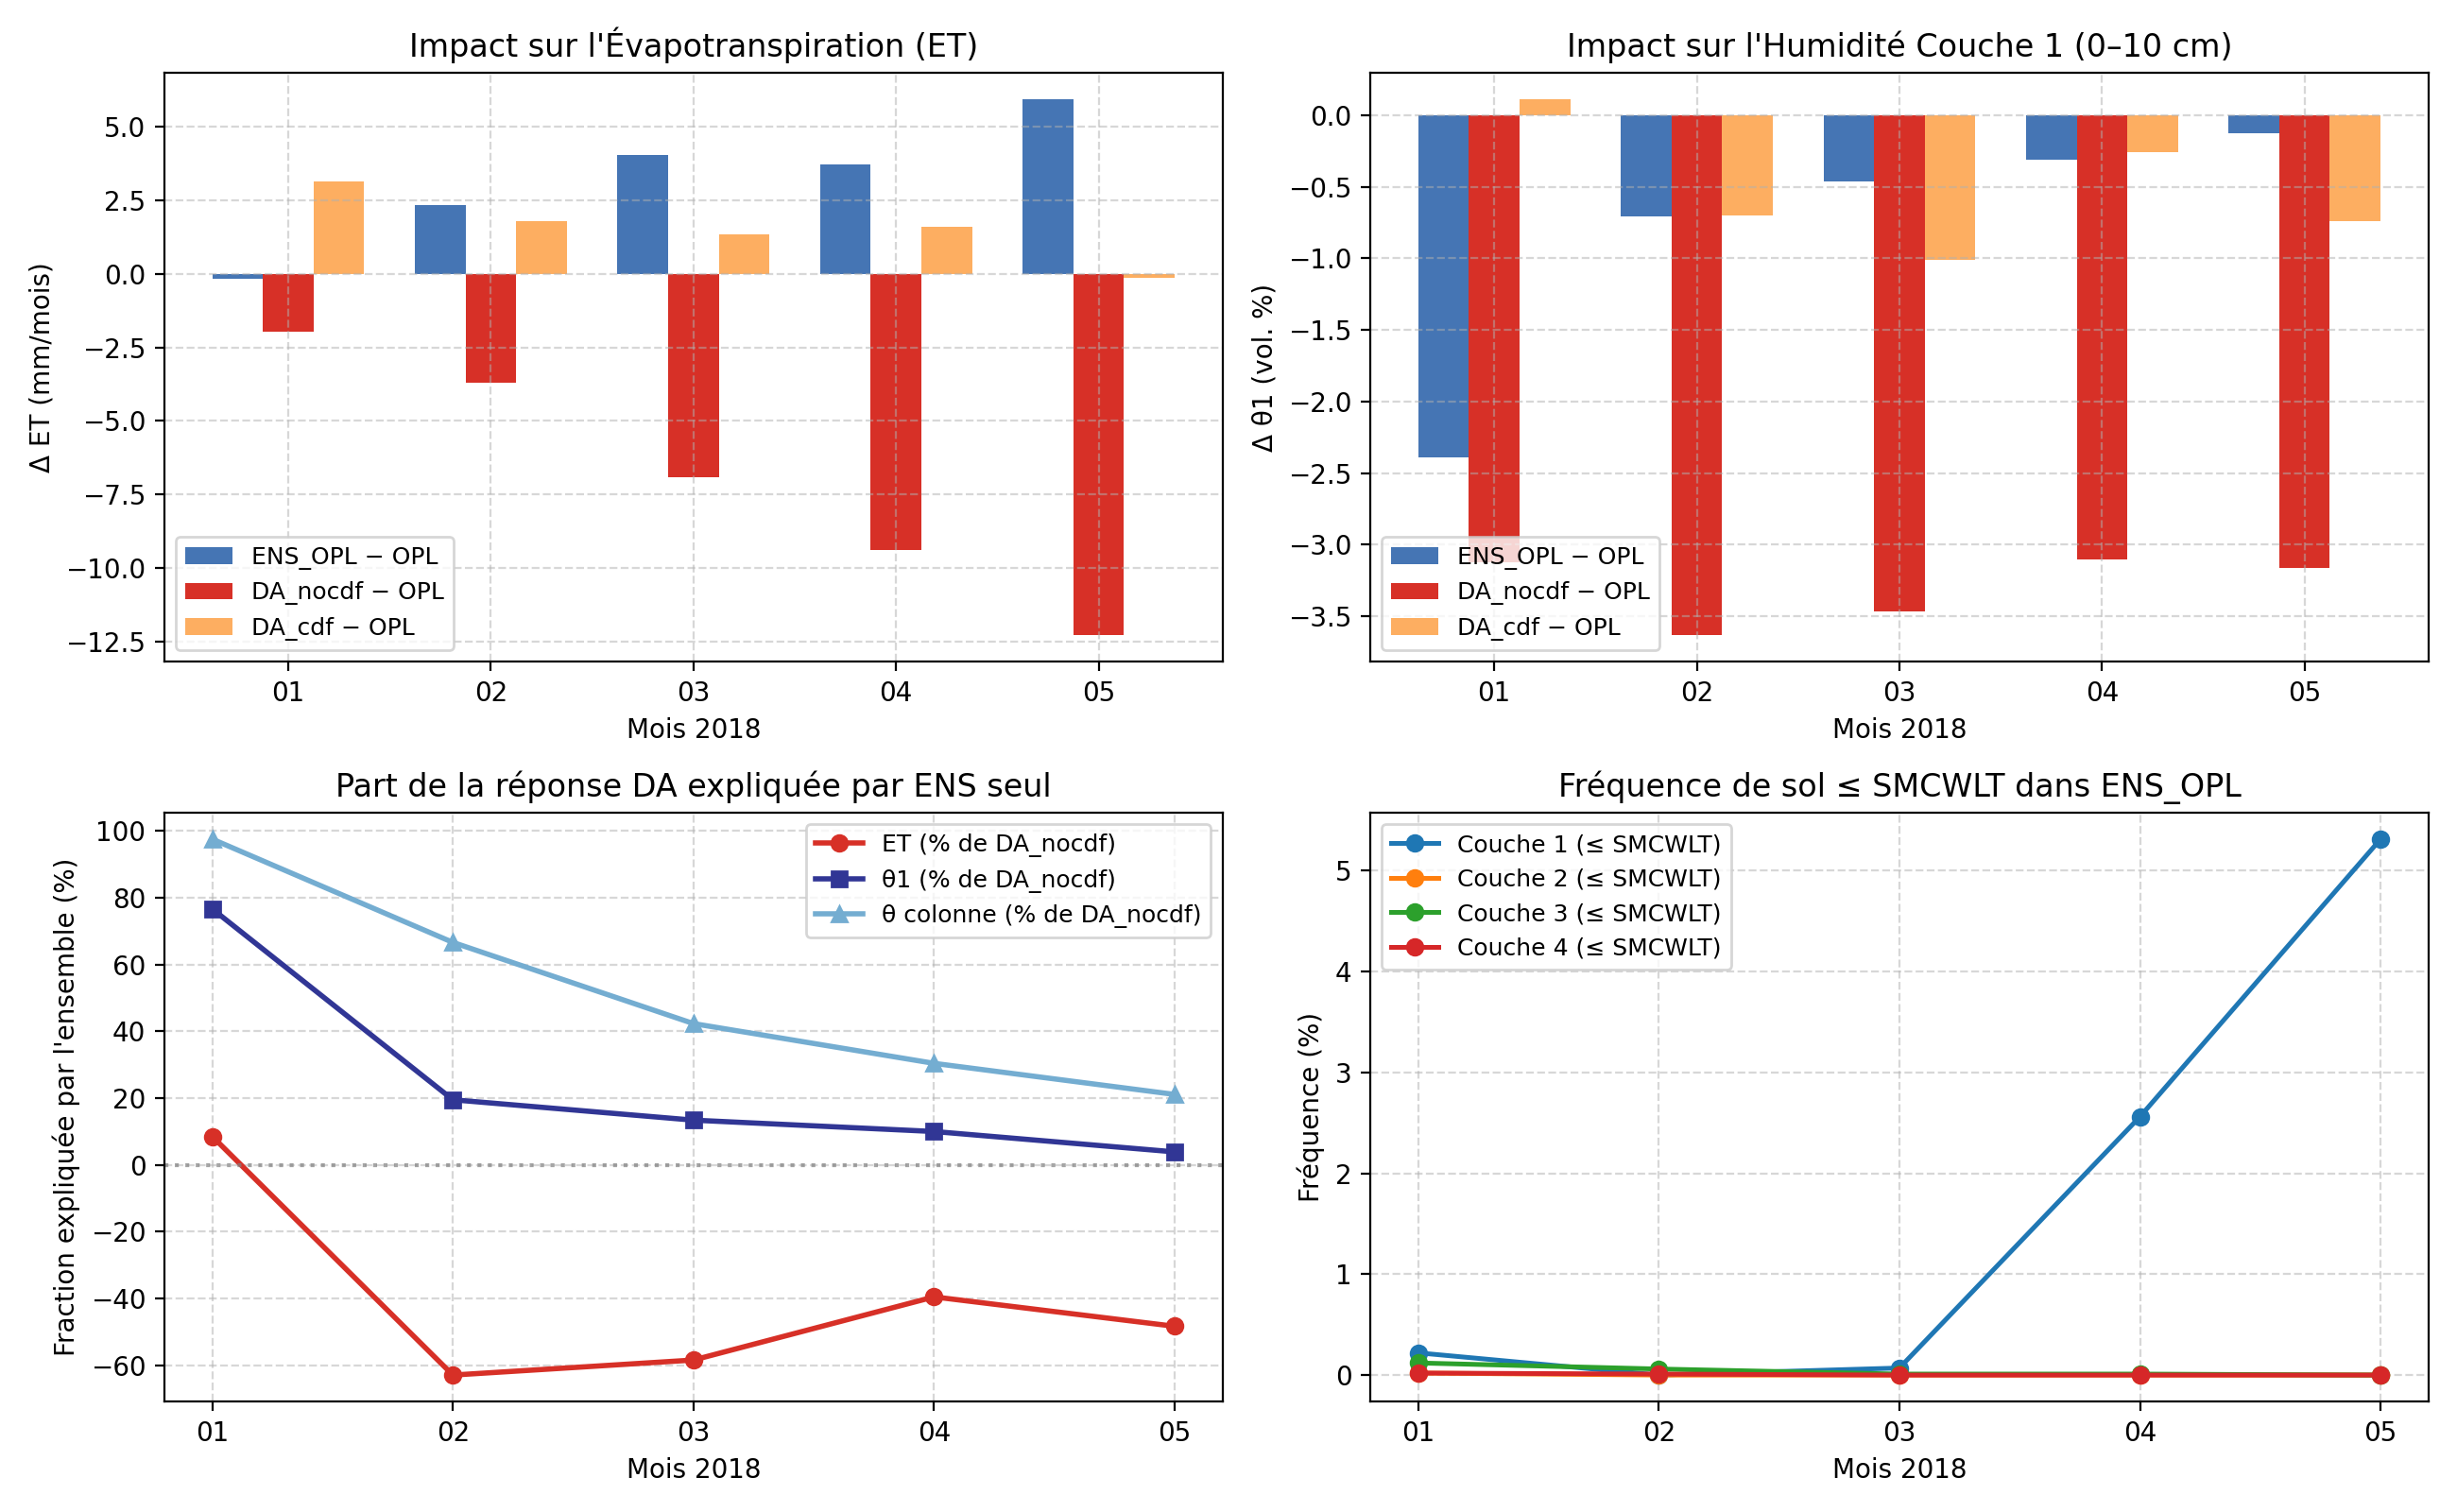 Impact sur l'Évapotranspiration (ET)
Δ ET (mm/mois)
5.0
2.5
0.0
−2.5
−5.0
−7.5
−10.0
−12.5
ENS_OPL − OPL
DA_nocdf − OPL
DA_cdf − OPL
01 02 03 04 05
Mois 2018
Impact sur l'Humidité Couche 1 (0–10 cm)
Δ θ1 (vol. %)
0.0
−0.5
−1.0
−1.5
−2.0
−2.5
−3.0
−3.5
ENS_OPL − OPL
DA_nocdf − OPL
DA_cdf − OPL
01 02 03 04 05
Mois 2018
Part de la réponse DA expliquée par ENS seul
Fraction expliquée par l'ensemble (%)
100
80
60
40
20
0
−20
−40
−60
ET (% de DA_nocdf)
θ1 (% de DA_nocdf)
θ colonne (% de DA_nocdf)
01 02 03 04 05
Mois 2018
Fréquence de sol ≤ SMCWLT dans ENS_OPL
Fréquence (%)
5
4
3
2
1
0
Couche 1 (≤ SMCWLT)
Couche 2 (≤ SMCWLT)
Couche 3 (≤ SMCWLT)
Couche 4 (≤ SMCWLT)
01 02 03 04 05
Mois 2018